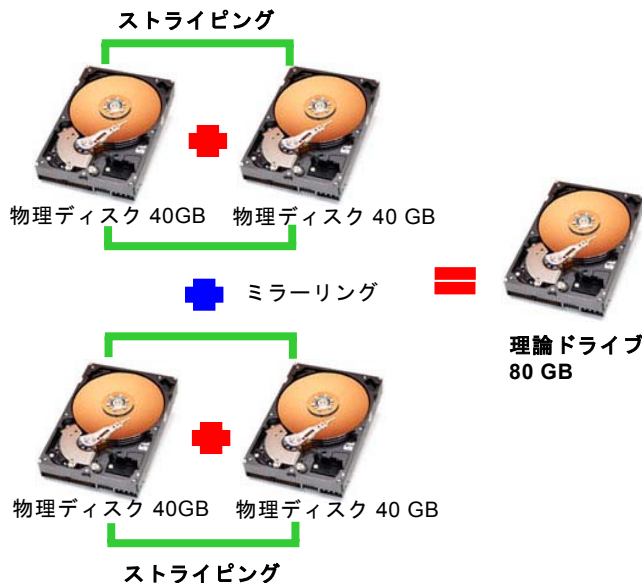 ストライピング
物理ディスク 40GB
物理ディスク 40 GB
ミラーリング
理論ドライブ
80 GB
物理ディスク 40GB
物理ディスク 40 GB
ストライピング